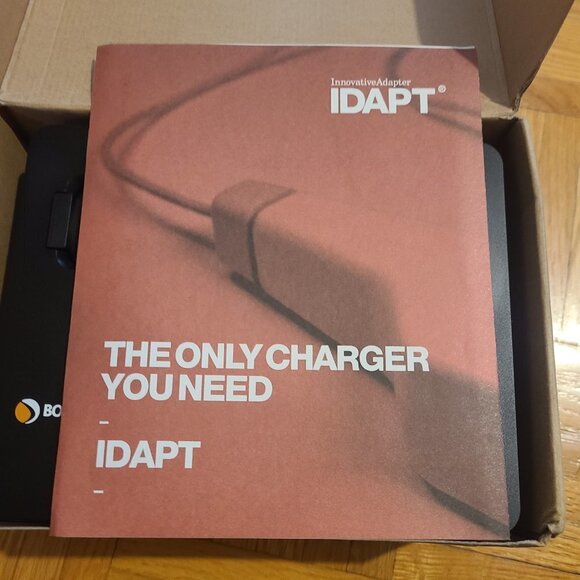 InnovativeAdapter
IDAPT®
THE ONLY CHARGER
YOU NEED
-
IDAPT
-